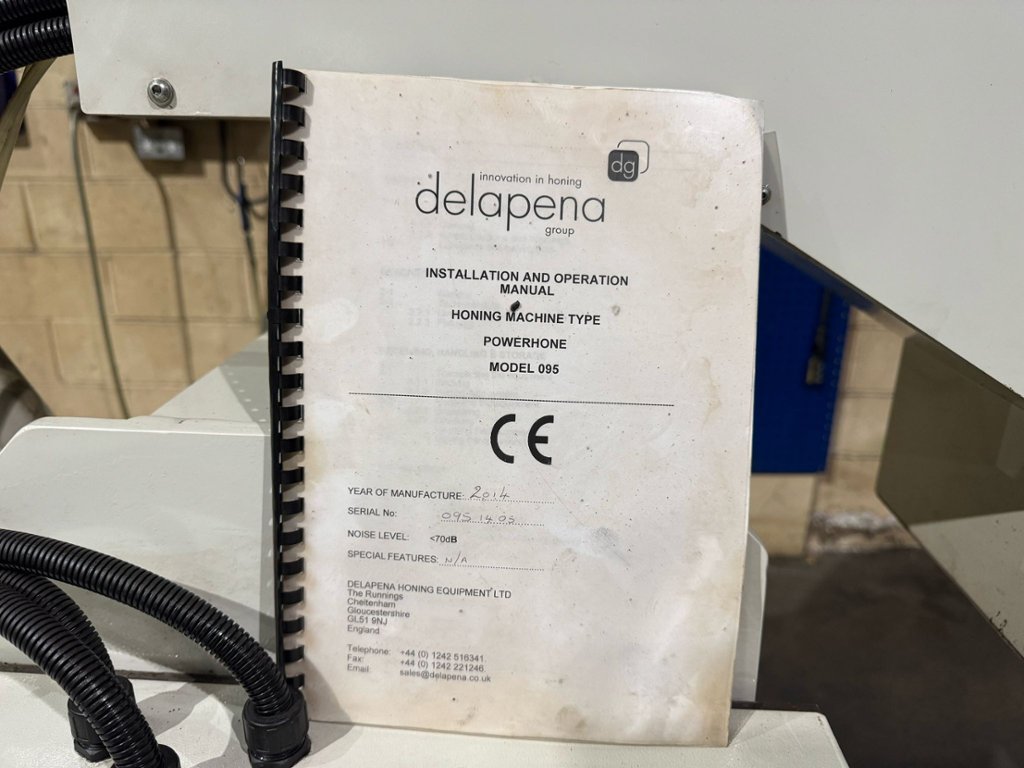 dg
innovation in honing
delapena
group
INSTALLATION AND OPERATION
MANUAL
HONING MACHINE TYPE
POWERHONE
MODEL 095
CE
YEAR OF MANUFACTURE: 2014
SERIAL No: 095 14 03
NOISE LEVEL: <70dB
SPECIAL FEATURES: N/A
DELAPENA HONING EQUIPMENT LTD
The Runnings
Cheltenham
Gloucestershire
GL51 9NJ
England
Telephone: +44 (0) 1242 516341
Fax: +44 (0) 1242 221246
Email: sales@delapena.co.uk